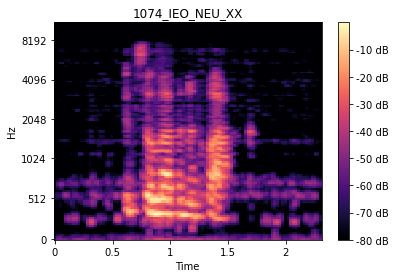 1074_IEO_NEU_XX
Hz
8192
4096
2048
1024
512
0
0 0.5 1 1.5 2
Time
-10 dB
-20 dB
-30 dB
-40 dB
-50 dB
-60 dB
-70 dB
-80 dB